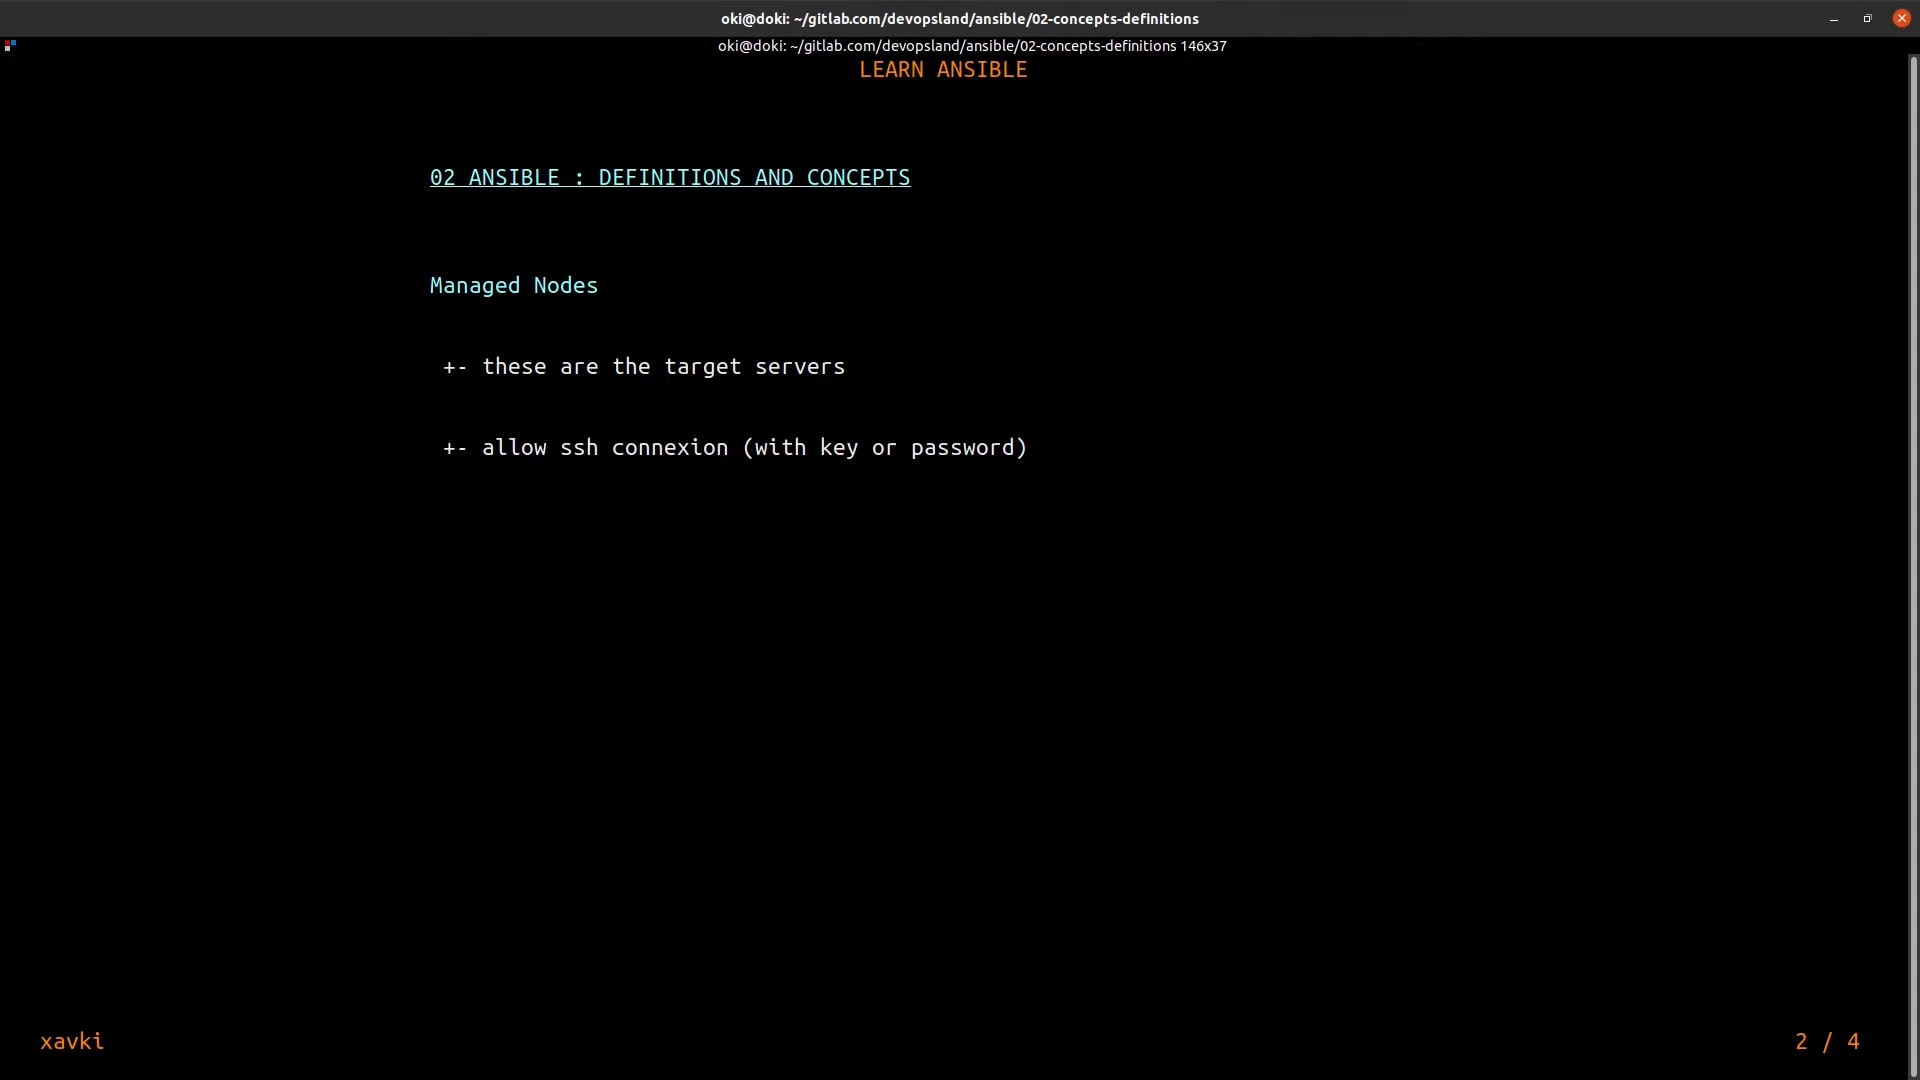 oki@doki: ~/gitlab.com/devopsland/ansible/02-concepts-definitions
oki@doki: ~/gitlab.com/devopsland/ansible/02-concepts-definitions 146x37
LEARN ANSIBLE
02 ANSIBLE : DEFINITIONS AND CONCEPTS
Managed Nodes
+- these are the target servers
+- allow ssh connexion (with key or password)
xavki
2 / 4